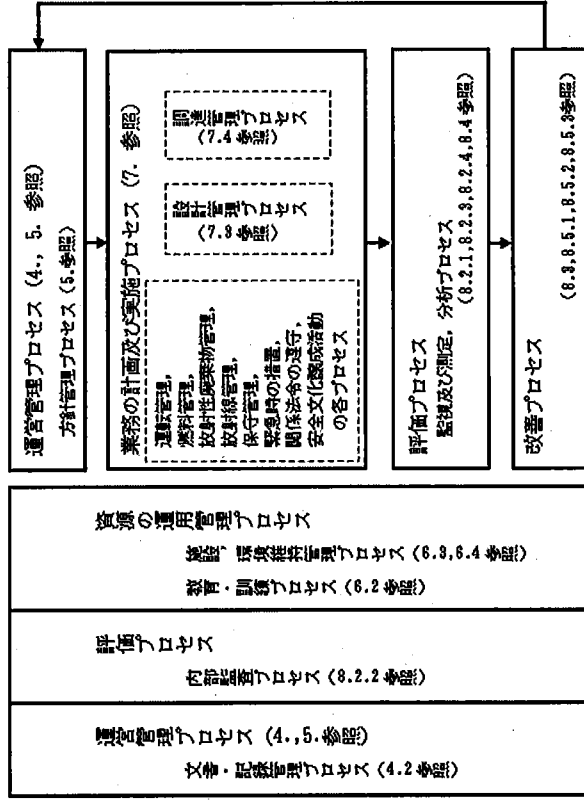 運営管理プロセス (4., 5. 参照)
方針管理プロセス (5.参照)
業務の計画及び実施プロセス (7. 参照)
運転管理,
燃料管理,
放射性廃棄物管理,
放射線管理,
保守管理,
緊急時の措置,
関係法令の遵守,
安全文化醸成活動
の各プロセス
設計管理プロセス
(7.3 参照)
調達管理プロセス
(7.4 参照)
評価プロセス
監視及び測定, 分析プロセス
(8.2.1,8.2.3,8.2.4,8.4 参照)
改善プロセス
(8.3,8.5.1,8.5.2,8.5.3参照)
資源の運用管理プロセス
施設, 環境維持管理プロセス (6.3,6.4 参照)
教育・訓練プロセス (6.2 参照)
評価プロセス
内部監査プロセス (8.2.2 参照)
運営管理プロセス (4.,5.参照)
文書・記録管理プロセス (4.2 参照)